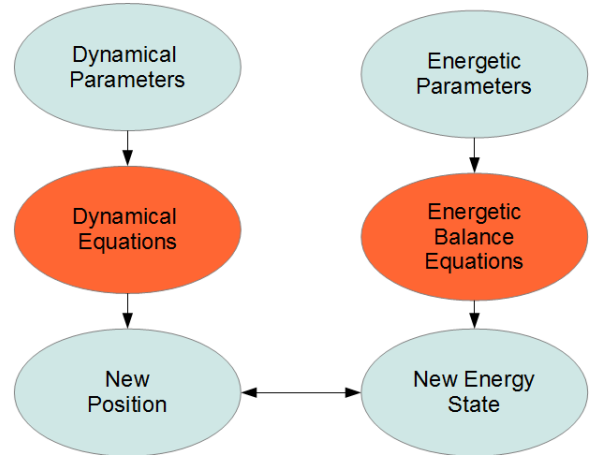 Dynamical
Parameters
Energetic
Parameters
Dynamical
Equations
Energetic
Balance
Equations
New
Position
New Energy
State